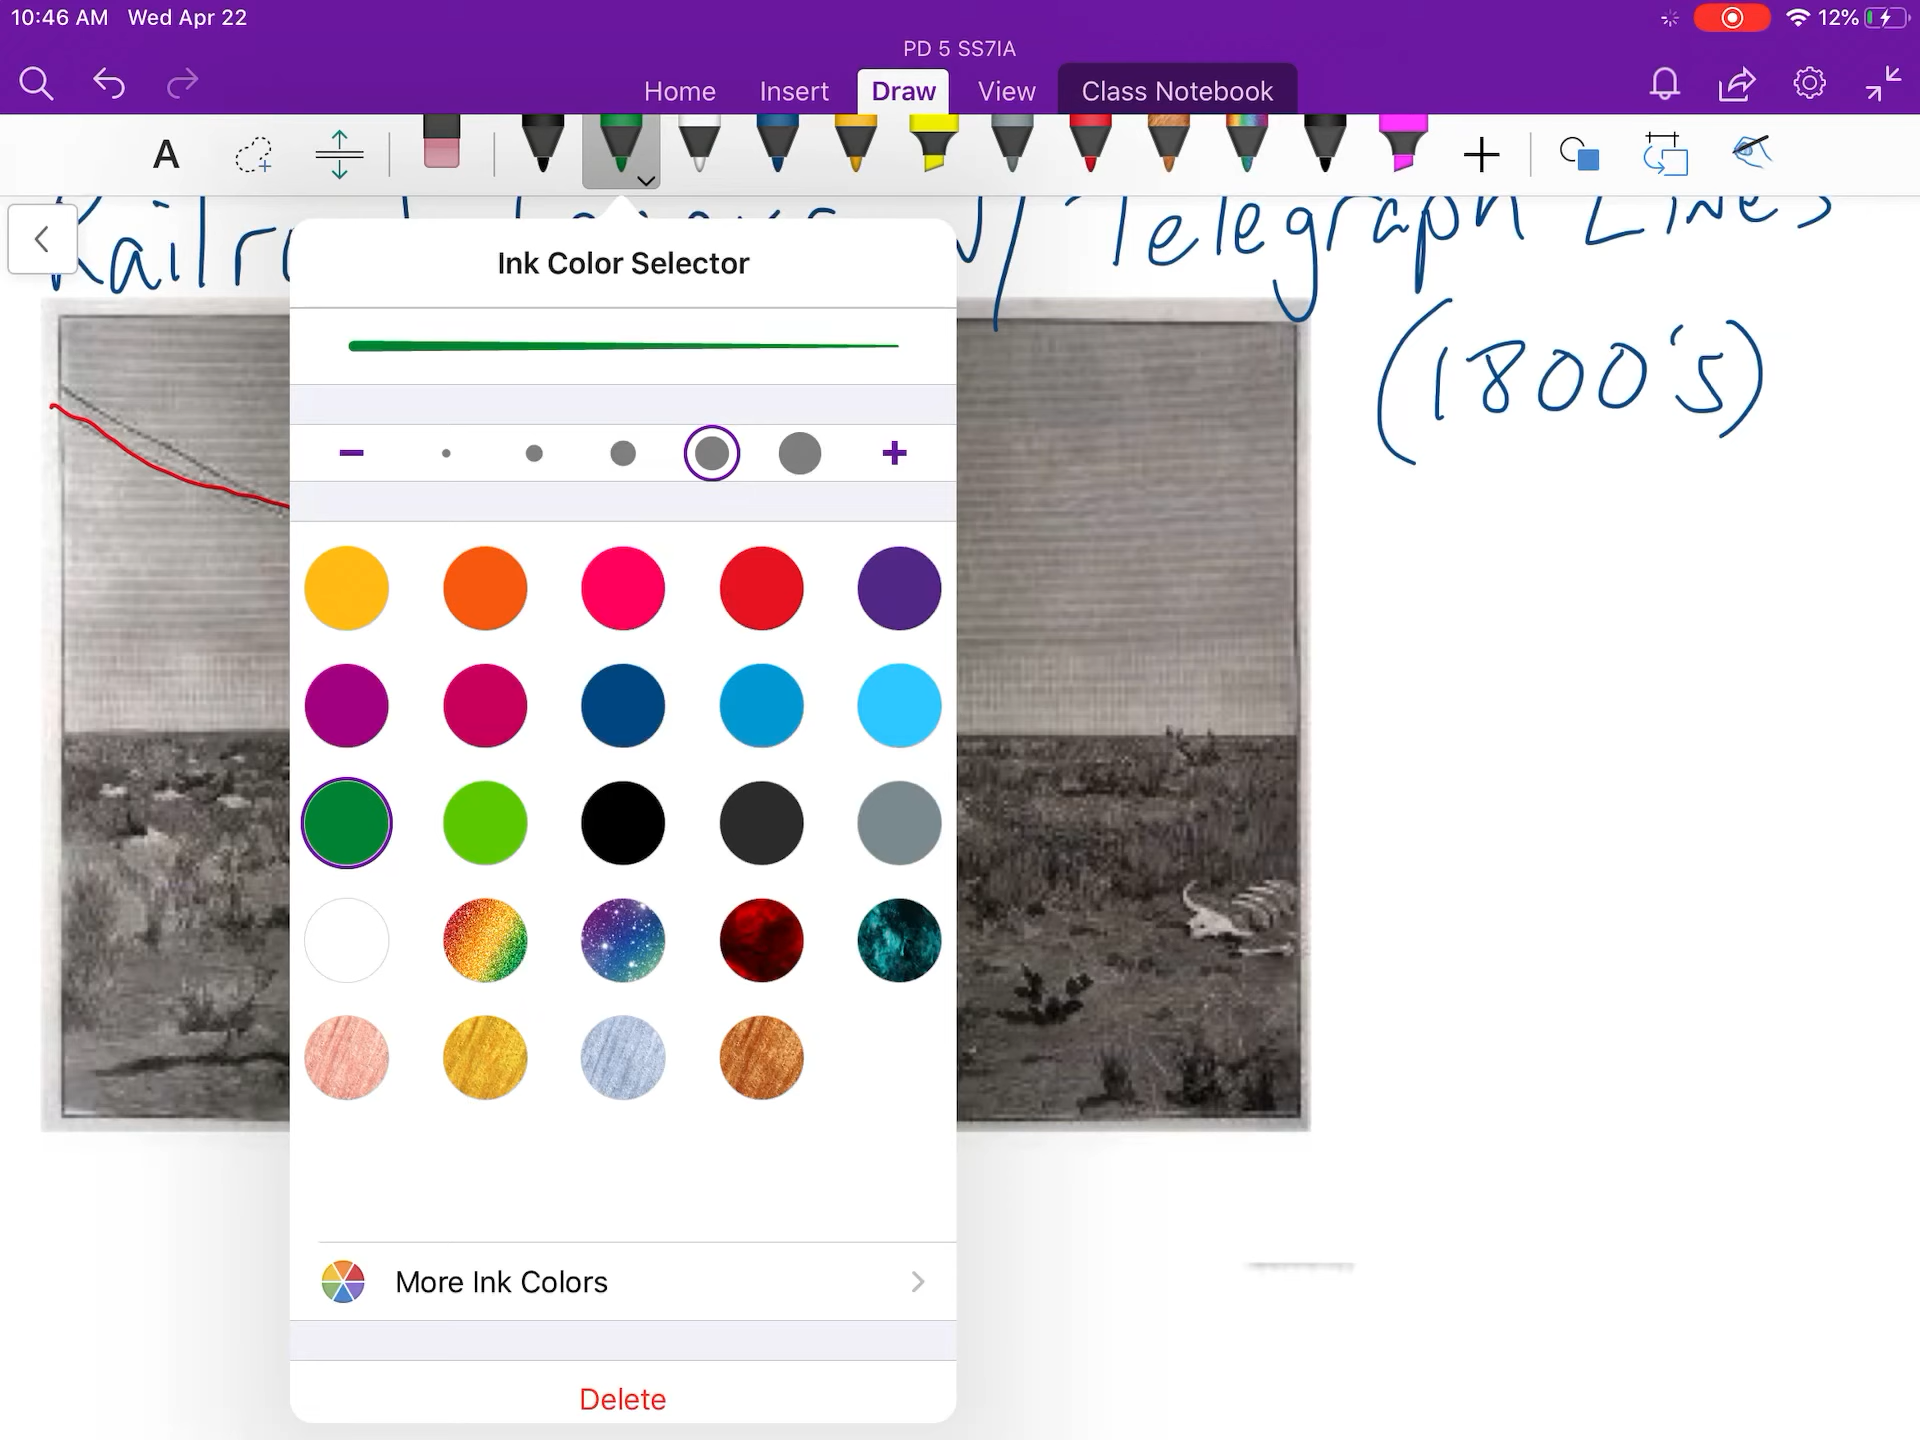 10:46 AM Wed Apr 22
12%
PD 5 SS7IA
Home Insert Draw View Class Notebook
A
W/ Telegraph Lines
(1800's)
Ink Color Selector
More Ink Colors
Delete